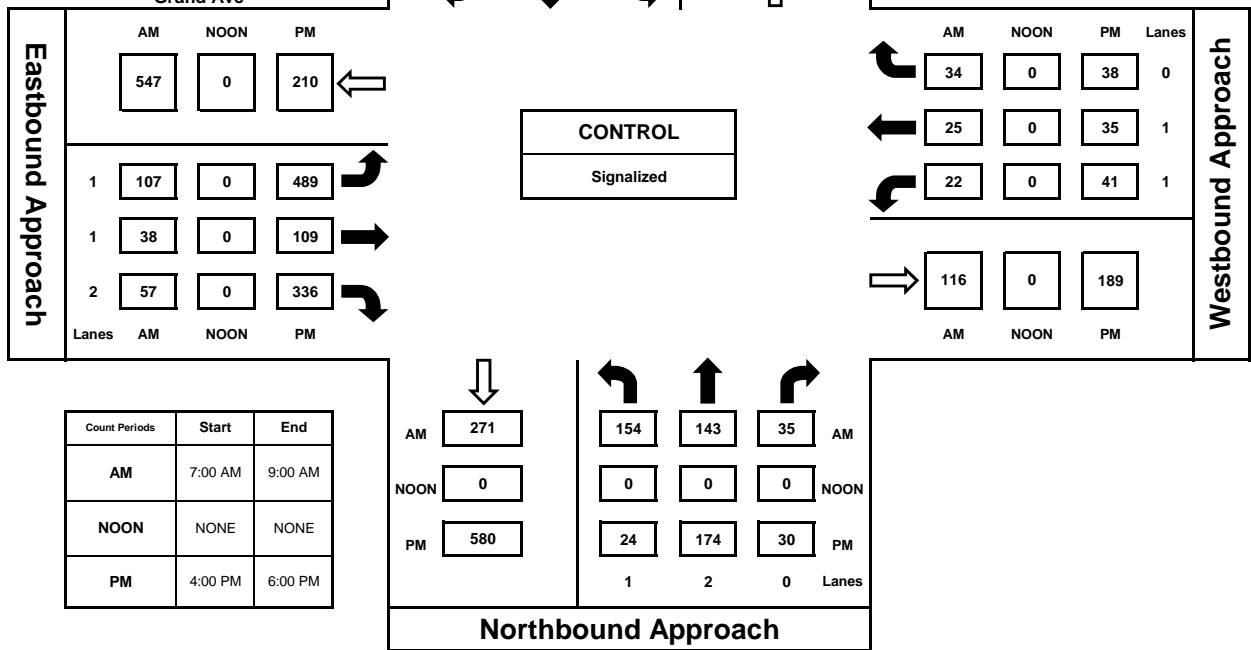 Grand Ave
Eastbound Approach
AM NOON PM
547 0 210
1 107 0 489
1 38 0 109
2 57 0 336
Lanes AM NOON PM
CONTROL
Signalized
AM NOON PM Lanes
34 0 38 0
25 0 35 1
22 0 41 1
116 0 189
AM NOON PM
Westbound Approach
Count Periods Start End
AM 7:00 AM 9:00 AM
NOON NONE NONE
PM 4:00 PM 6:00 PM
AM 271 154 143 35 AM
NOON 0 0 0 0 NOON
PM 580 24 174 30 PM
1 2 0 Lanes
Northbound Approach